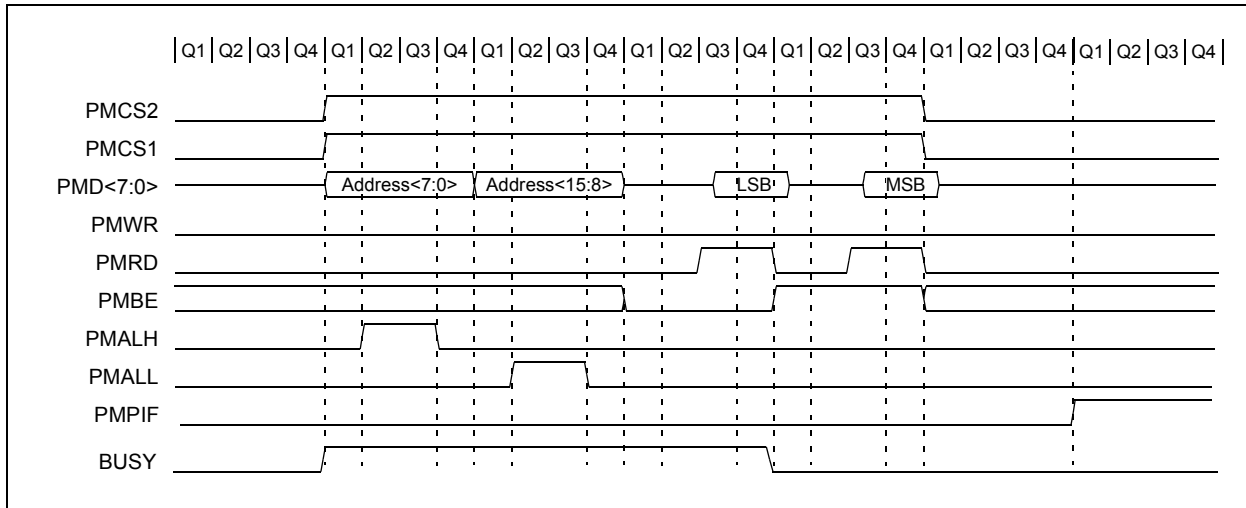 Q1 Q2 Q3 Q4 Q1 Q2 Q3 Q4 Q1 Q2 Q3 Q4 Q1 Q2 Q3 Q4 Q1 Q2 Q3 Q4 Q1 Q2 Q3 Q4 Q1 Q2 Q3 Q4
PMCS2
PMCS1
PMD<7:0> Address<7:0> Address<15:8> LSB MSB
PMWR
PMRD
PMBE
PMALH
PMALL
PMPIF
BUSY